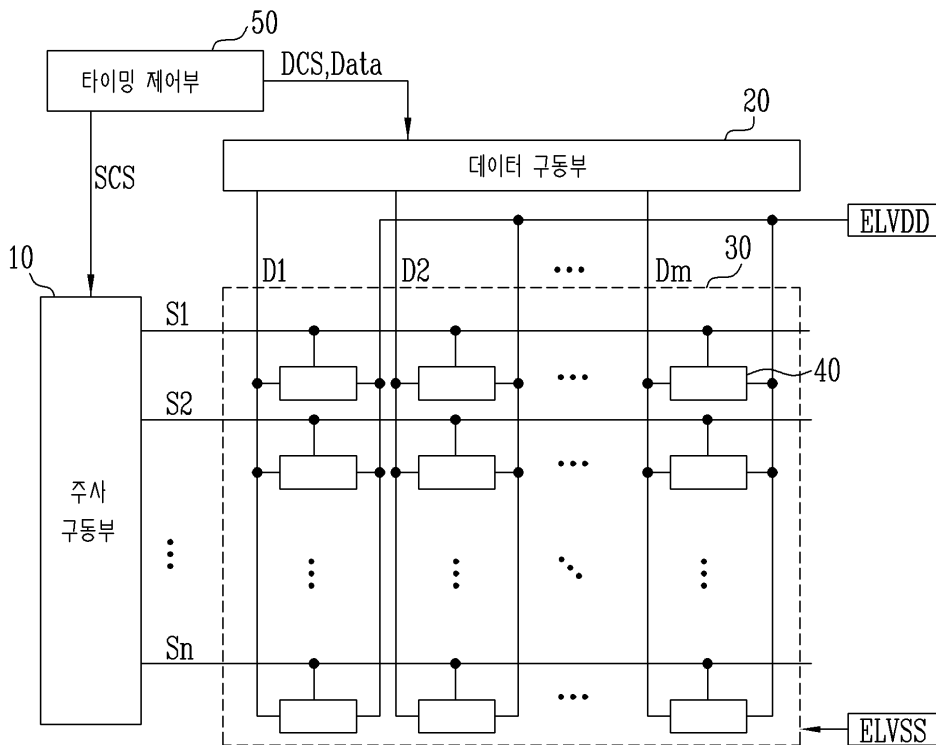 50
타이밍 제어부
DCS,Data
20
데이터 구동부
SCS
ELVDD
10
D1
D2
Dm
30
S1
40
S2
주사
구동부
Sn
ELVSS